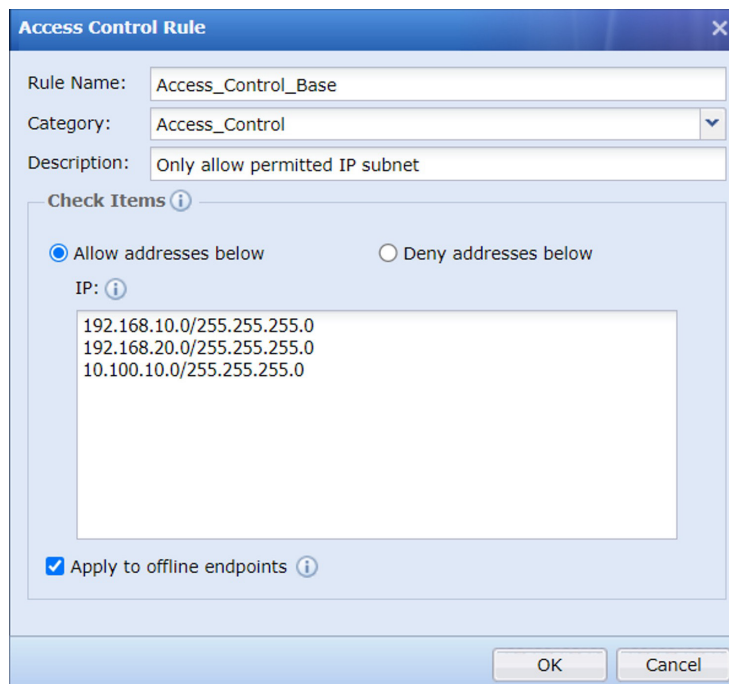 Access Control Rule
Rule Name: Access_Control_Base
Category: Access_Control
Description: Only allow permitted IP subnet
Check Items
Allow addresses below Deny addresses below
IP:
192.168.10.0/255.255.255.0
192.168.20.0/255.255.255.0
10.100.10.0/255.255.255.0
Apply to offline endpoints
OK Cancel